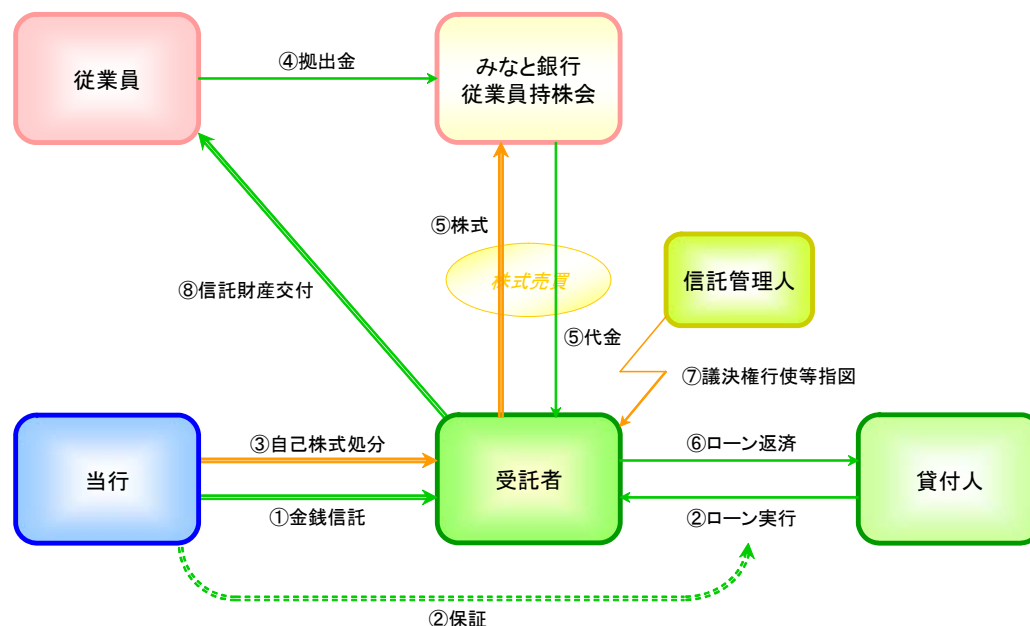 従業員
④拠出金
みなと銀行
従業員持株会
⑤株式
株式売買
信託管理人
⑧信託財産交付
⑤代金
⑦議決権行使等指図
当行
③自己株式処分
①金銭信託
受託者
⑥ローン返済
②ローン実行
貸付人
②保証